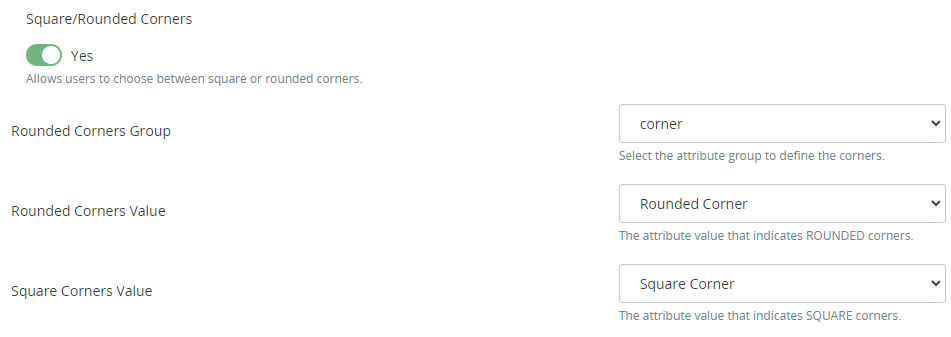 Square/Rounded Corners
Yes
Allows users to choose between square or rounded corners.
Rounded Corners Group
corner
Select the attribute group to define the corners.
Rounded Corners Value
Rounded Corner
The attribute value that indicates ROUNDED corners.
Square Corners Value
Square Corner
The attribute value that indicates SQUARE corners.